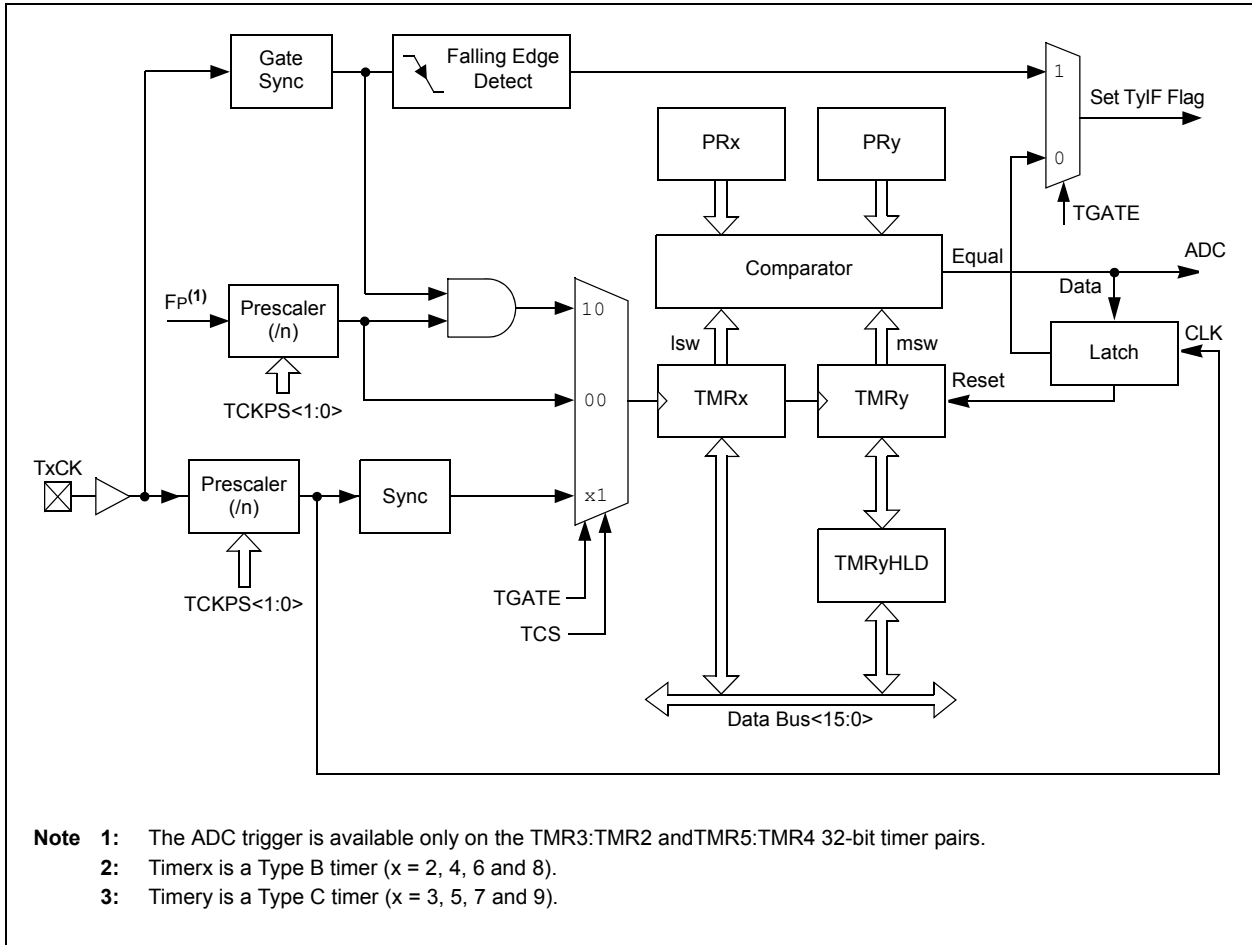 Gate
Sync
Falling Edge
Detect
1
Set TyIF Flag
PRx
PRy
0
TGATE
Comparator
Equal
ADC
Data
FP(1)
Prescaler
(/n)
10
lsw
msw
Latch
CLK
TCKPS<1:0>
00
TMRx
TMRy
Reset
TxCK
Prescaler
(/n)
Sync
x1
TCKPS<1:0>
TGATE
TCS
TMRyHLD
Data Bus<15:0>
Note 1: The ADC trigger is available only on the TMR3:TMR2 andTMR5:TMR4 32-bit timer pairs.
2: Timerx is a Type B timer (x = 2, 4, 6 and 8).
3: Timery is a Type C timer (x = 3, 5, 7 and 9).